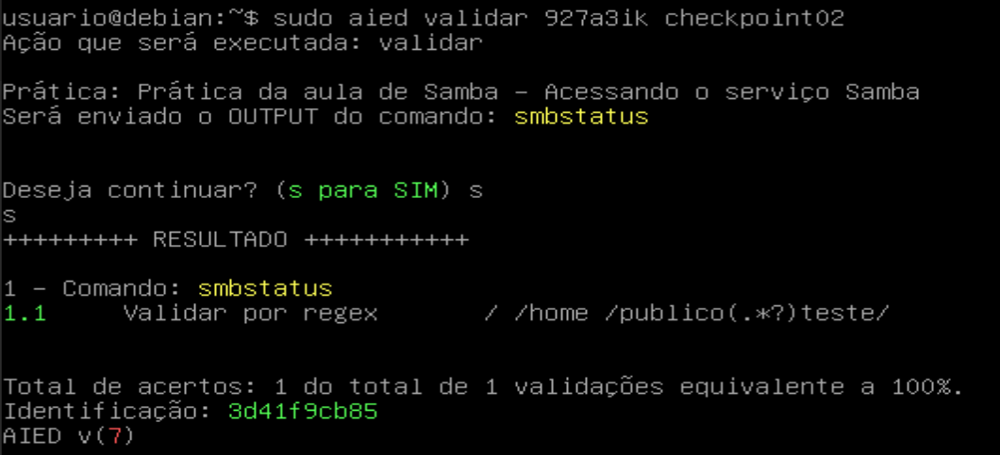 usuario@debian:~$ sudo aied validar 927a3ik checkpoint02
Ação que será executada: validar
Prática: Prática da aula de Samba – Acessando o serviço Samba
Será enviado o OUTPUT do comando: smbstatus
Deseja continuar? (s para SIM) s
s
+++++++++ RESULTADO +++++++++++
1 – Comando: smbstatus
1.1 Validar por regex / /home /publico(.*?)teste/
Total de acertos: 1 do total de 1 validações equivalente a 100%.
Identificação: 3d41f9cb85
AIED v(7)